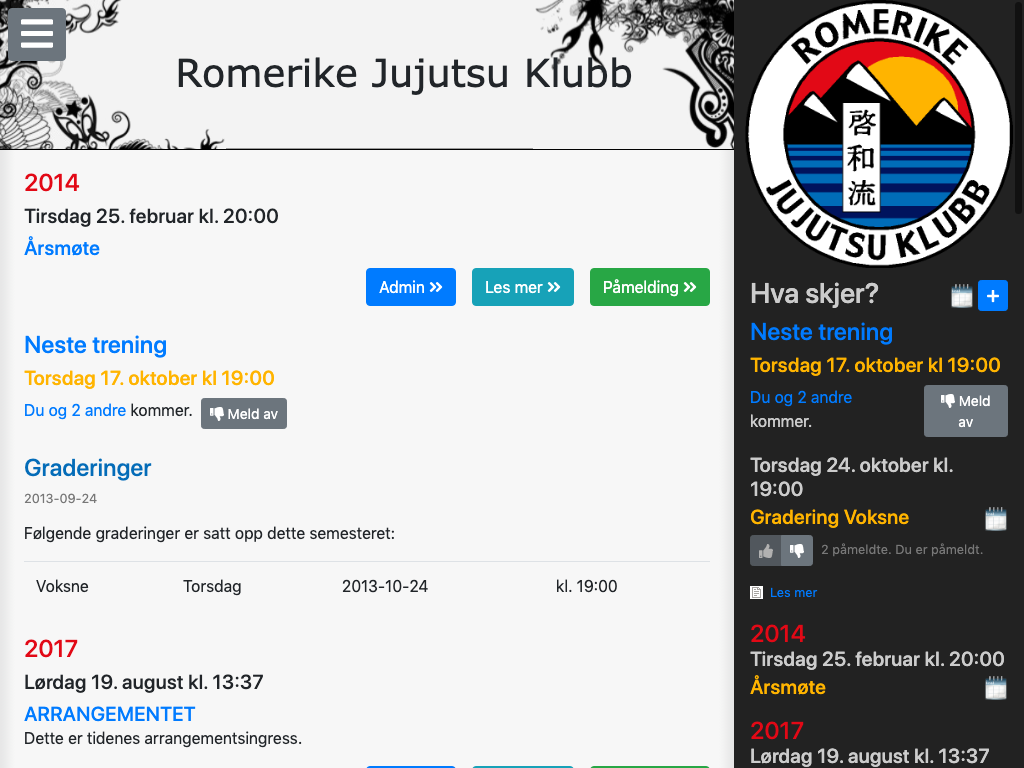 Romerike Jujutsu Klubb
2014
Tirsdag 25. februar kl. 20:00
Årsmøte
Admin Les mer Påmelding
Neste trening
Torsdag 17. oktober kl 19:00
Du og 2 andre kommer. Meld av
Graderinger
2013-09-24
Følgende graderinger er satt opp dette semesteret:
Voksne Torsdag 2013-10-24 kl. 19:00
2017
Lørdag 19. august kl. 13:37
ARRANGEMENTET
Dette er tidenes arrangementsingress.
ROMERIKE
啓和流
JUJUTSU KLUBB
Hva skjer?
Neste trening
Torsdag 17. oktober kl 19:00
Du og 2 andre
kommer.
Meld
av
Torsdag 24. oktober kl.
19:00
Gradering Voksne
2 påmeldte. Du er påmeldt.
Les mer
2014
Tirsdag 25. februar kl. 20:00
Årsmøte
2017
Lørdag 19. august kl. 13:37